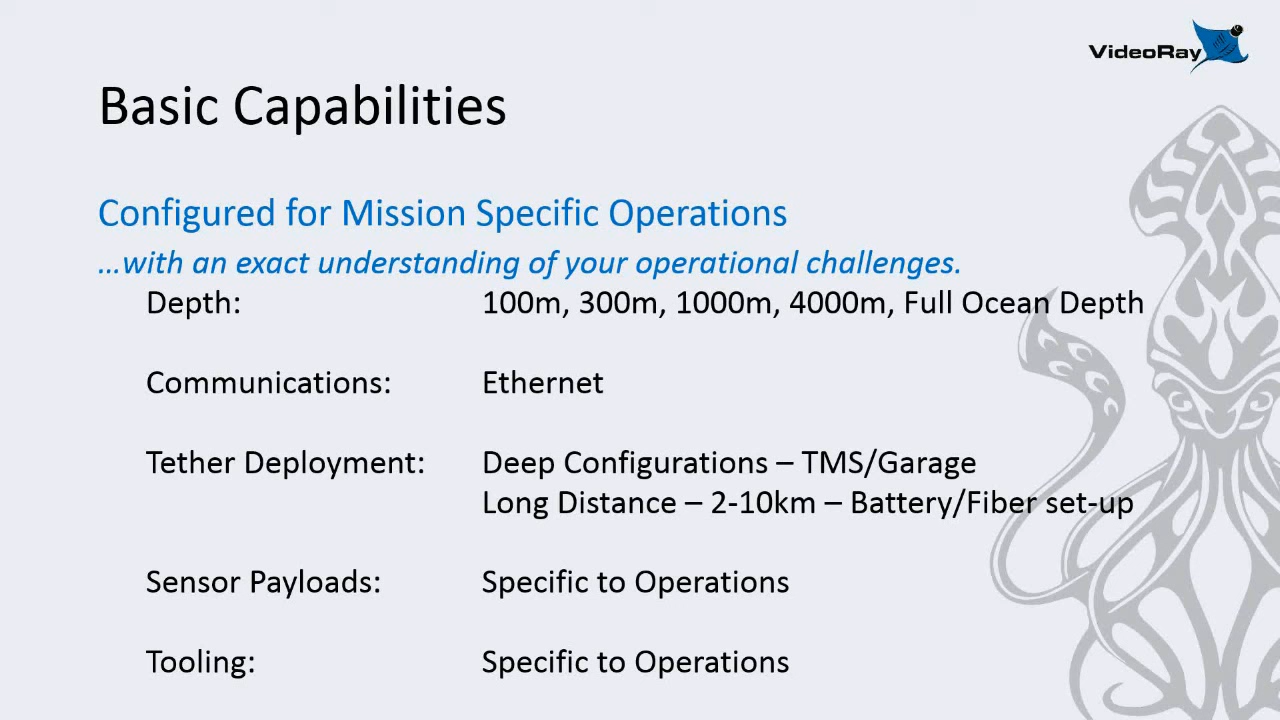 VideoRay
Basic Capabilities
Configured for Mission Specific Operations
…with an exact understanding of your operational challenges.
Depth: 100m, 300m, 1000m, 4000m, Full Ocean Depth
Communications: Ethernet
Tether Deployment: Deep Configurations – TMS/Garage
Long Distance – 2-10km – Battery/Fiber set-up
Sensor Payloads: Specific to Operations
Tooling: Specific to Operations